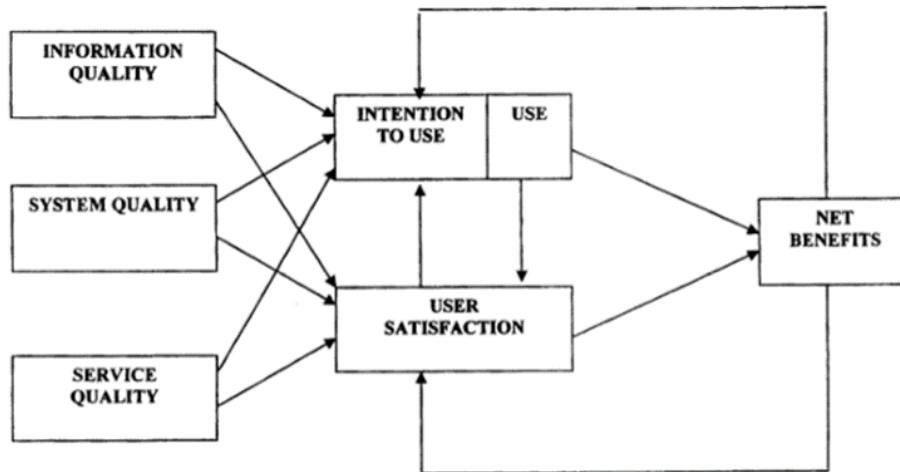 INFORMATION
QUALITY
INTENTION
TO USE
USE
SYSTEM QUALITY
NET
BENEFITS
USER
SATISFACTION
SERVICE
QUALITY